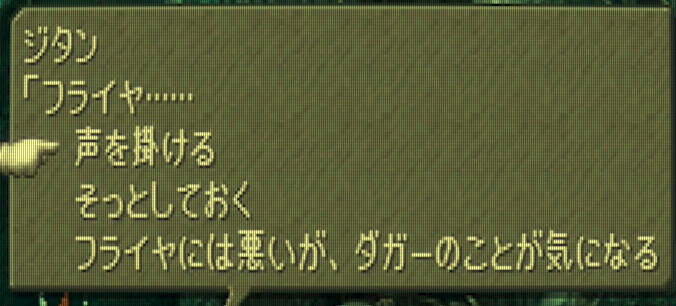 ジタン
「フライヤ……
声を掛ける
そっとしておく
フライヤには悪いが、ダガーのことが気になる